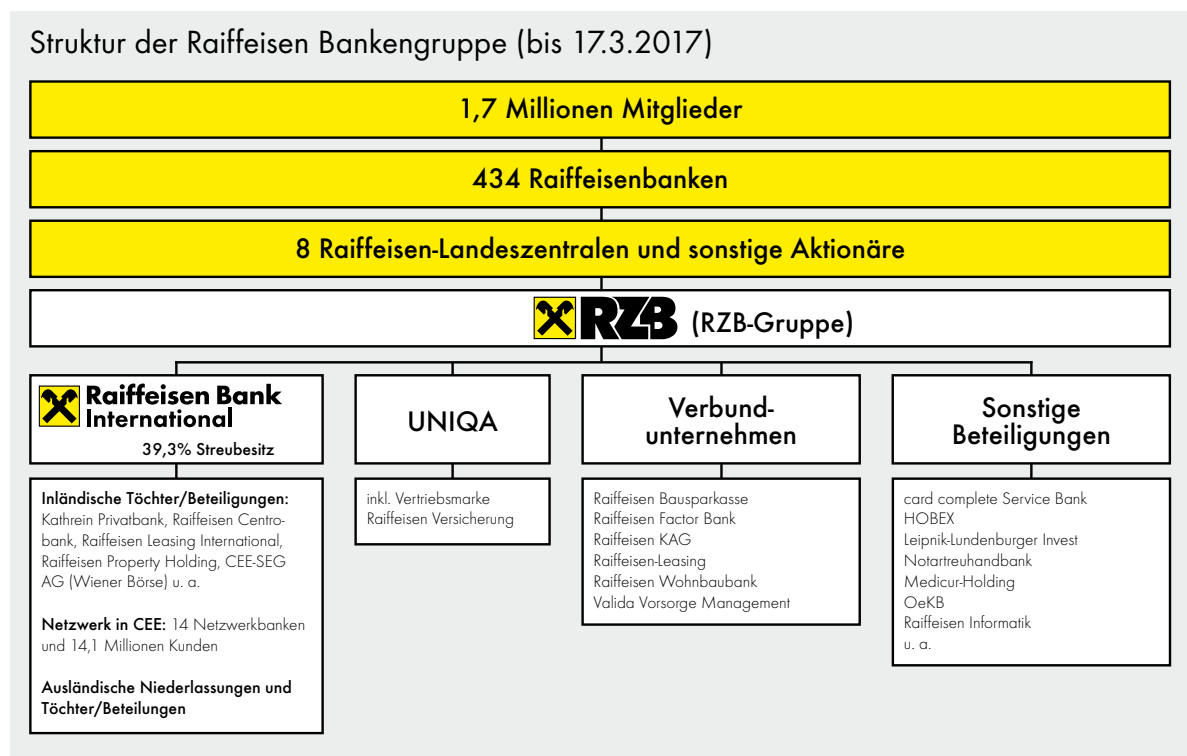 Struktur der Raiffeisen Bankengruppe (bis 17.3.2017)
1,7 Millionen Mitglieder
434 Raiffeisenbanken
8 Raiffeisen-Landeszentralen und sonstige Aktionäre
RZB (RZB-Gruppe)
Raiffeisen Bank
International
39,3% Streubesitz
Inländische Töchter/Beteiligungen:
Kathrein Privatbank, Raiffeisen Centro-
bank, Raiffeisen Leasing International,
Raiffeisen Property Holding, CEE-SEG
AG (Wiener Börse) u. a.
Netzwerk in CEE: 14 Netzwerkbanken
und 14,1 Millionen Kunden
Ausländische Niederlassungen und
Töchter/Beteilungen
UNIQA
inkl. Vertriebsmarke
Raiffeisen Versicherung
Verbund-
unternehmen
Raiffeisen Bausparkasse
Raiffeisen Factor Bank
Raiffeisen KAG
Raiffeisen-Leasing
Raiffeisen Wohnbaubank
Valida Vorsorge Management
Sonstige
Beteiligungen
card complete Service Bank
HOBEX
Leipnik-Lundenburger Invest
Notartreuhandbank
Medicur-Holding
OeKB
Raiffeisen Informatik
u. a.